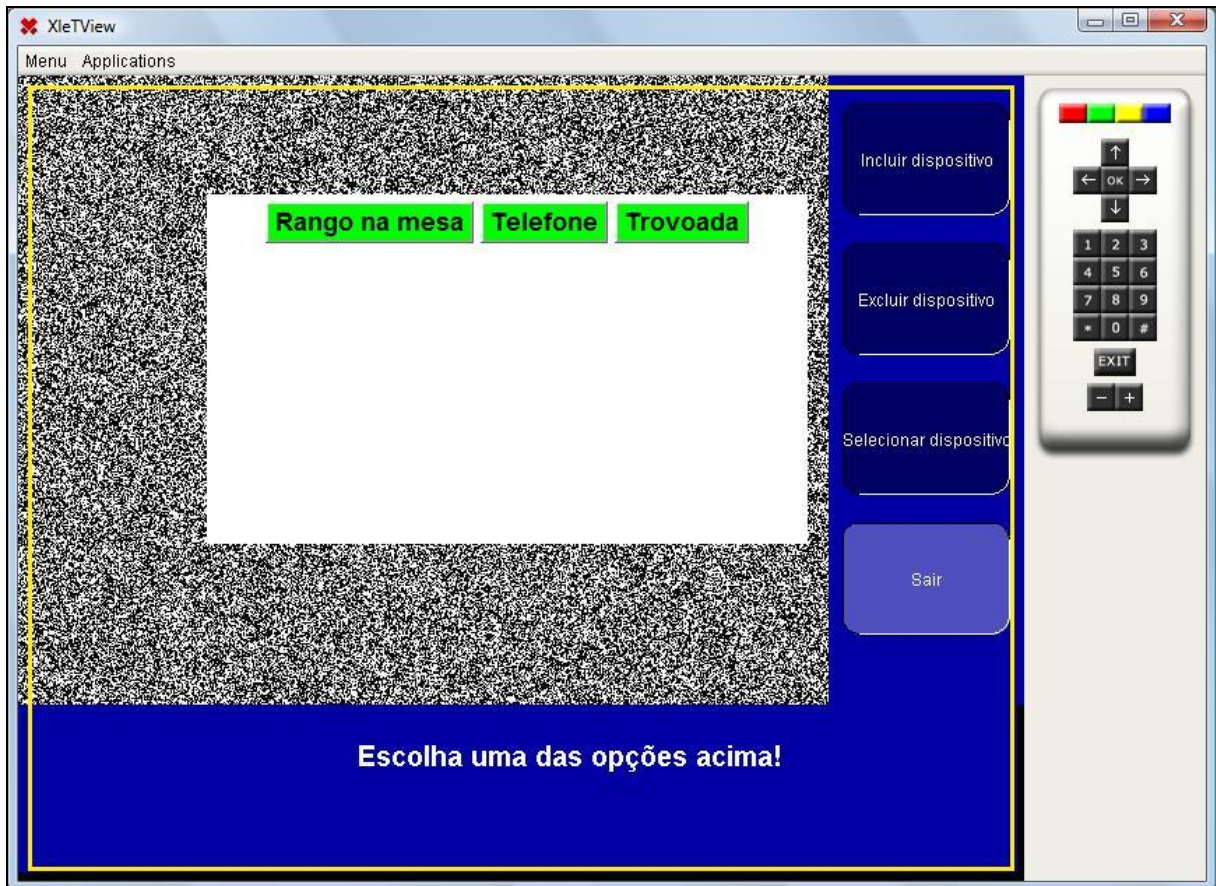 XleTView
Menu Applications
Rango na mesa Telefone Trovoada
Incluir dispositivo
Excluir dispositivo
Selecionar dispositivo
Sair
Escolha uma das opções acima!
OK
1 2 3
4 5 6
7 8 9
* 0 #
EXIT
- +